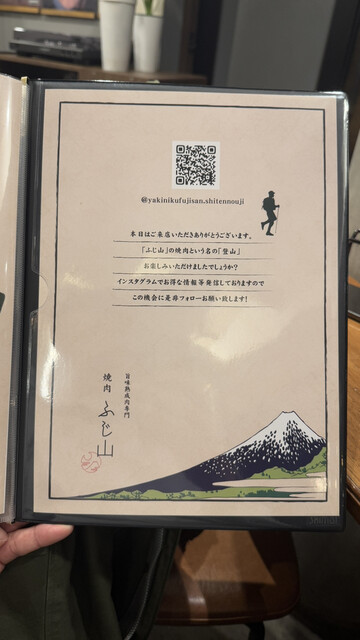 @yakinikufujisan.shitennouji
本日はご来店いただきありがとうございます。
「ふじ山」の焼肉という名の「登山」
お楽しみいただけましたでしょうか？
インスタグラムでお得な情報等発信しておりますので
この機会に是非フォローお願い致します！
旨味熟成肉専門
焼肉 ふじ山